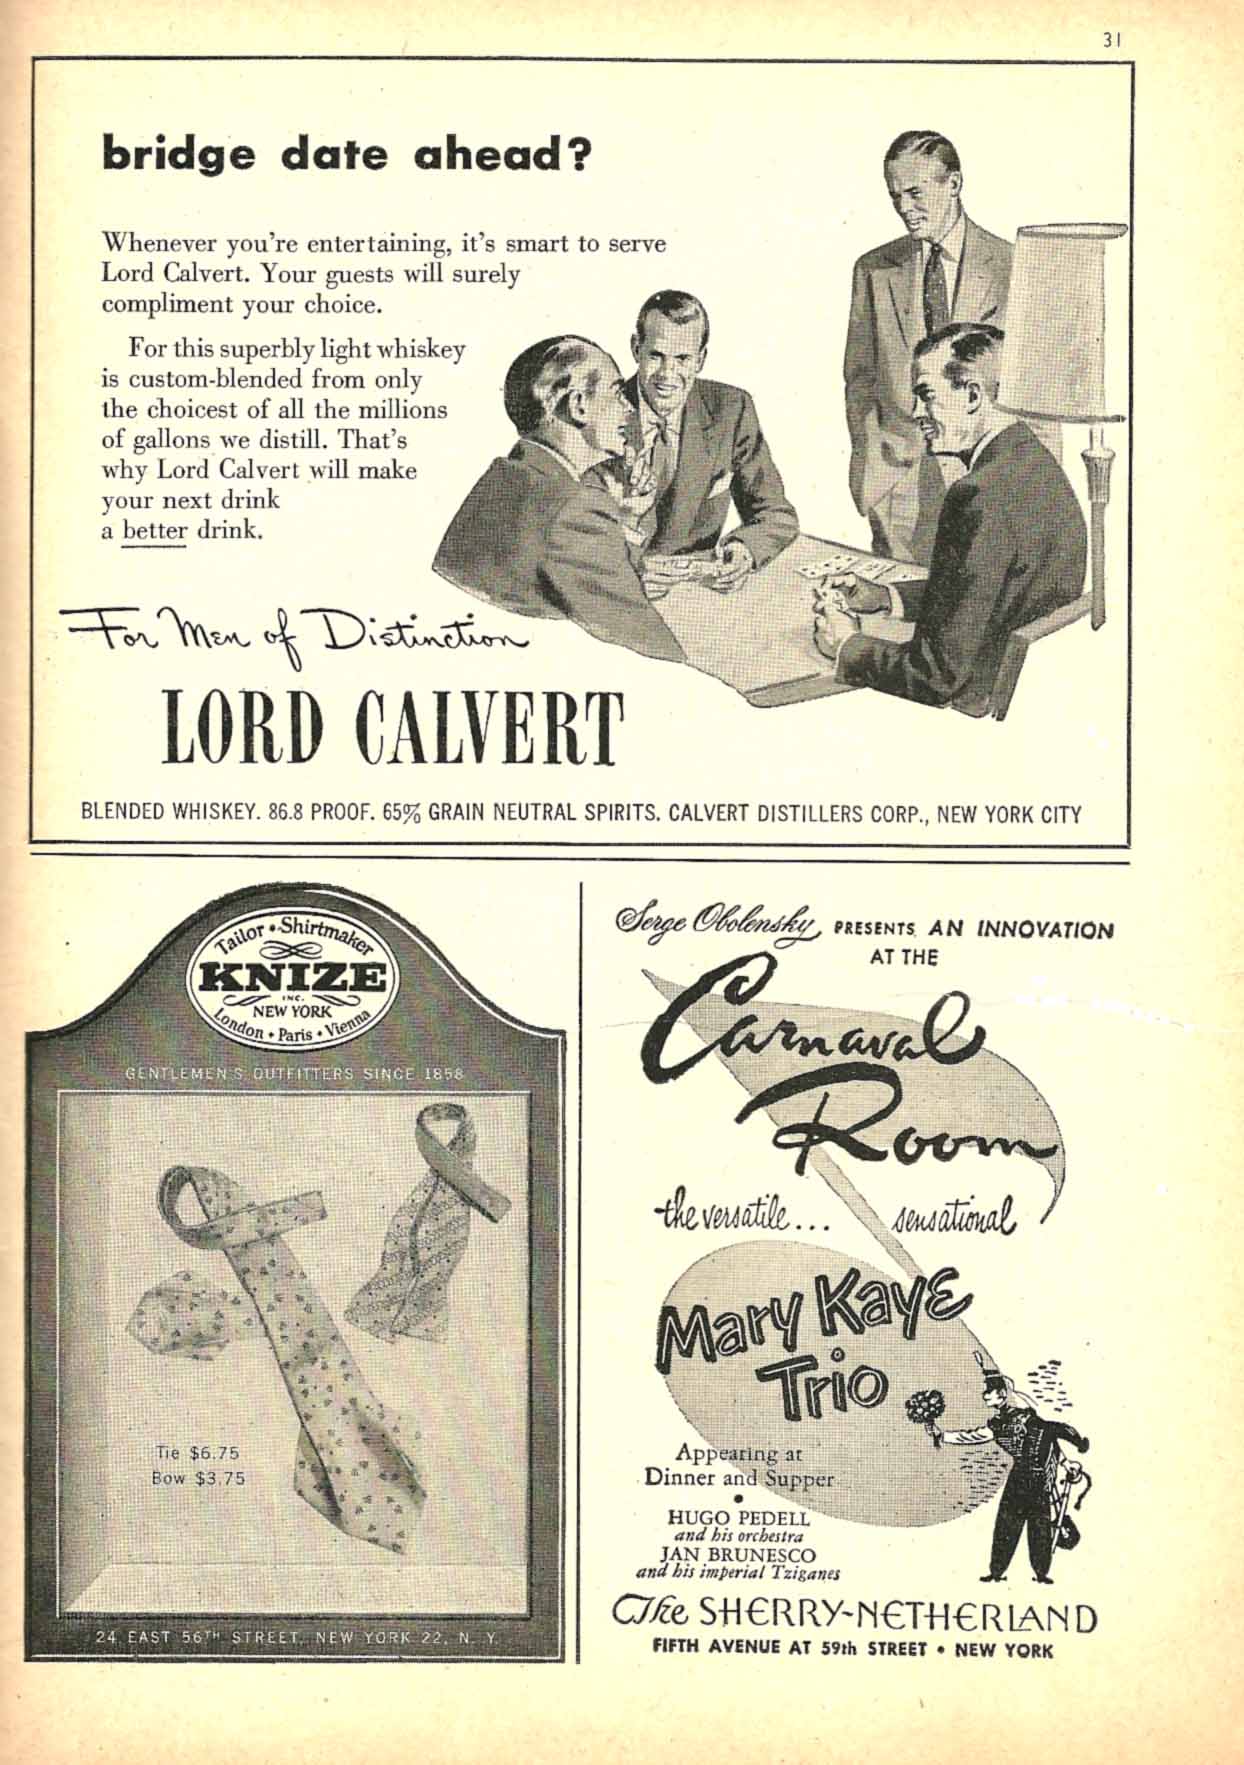 31
bridge date ahead?
Whenever you're entertaining, it's smart to serve
Lord Calvert. Your guests will surely
compliment your choice.
For this superbly light whiskey
is custom-blended from only
the choicest of all the millions
of gallons we distill. That's
why Lord Calvert will make
your next drink
a better drink.
For Men of Distinction
LORD CALVERT
BLENDED WHISKEY. 86.8 PROOF. 65% GRAIN NEUTRAL SPIRITS. CALVERT DISTILLERS CORP., NEW YORK CITY
Tailor • Shirtmaker
KNIZE
INC.
NEW YORK
London • Paris • Vienna
GENTLEMEN'S OUTFITTERS SINCE 1858
Tie $6.75
Bow $3.75
24 EAST 56TH STREET, NEW YORK 22, N. Y.
Serge Obolensky PRESENTS AN INNOVATION
AT THE
Carnaval
Room
the versatile... sensational
Mary Kaye
Trio
Appearing at
Dinner and Supper
•
HUGO PEDELL
and his orchestra
JAN BRUNESCO
and his imperial Tziganes
The SHERRY-NETHERLAND
FIFTH AVENUE AT 59th STREET • NEW YORK